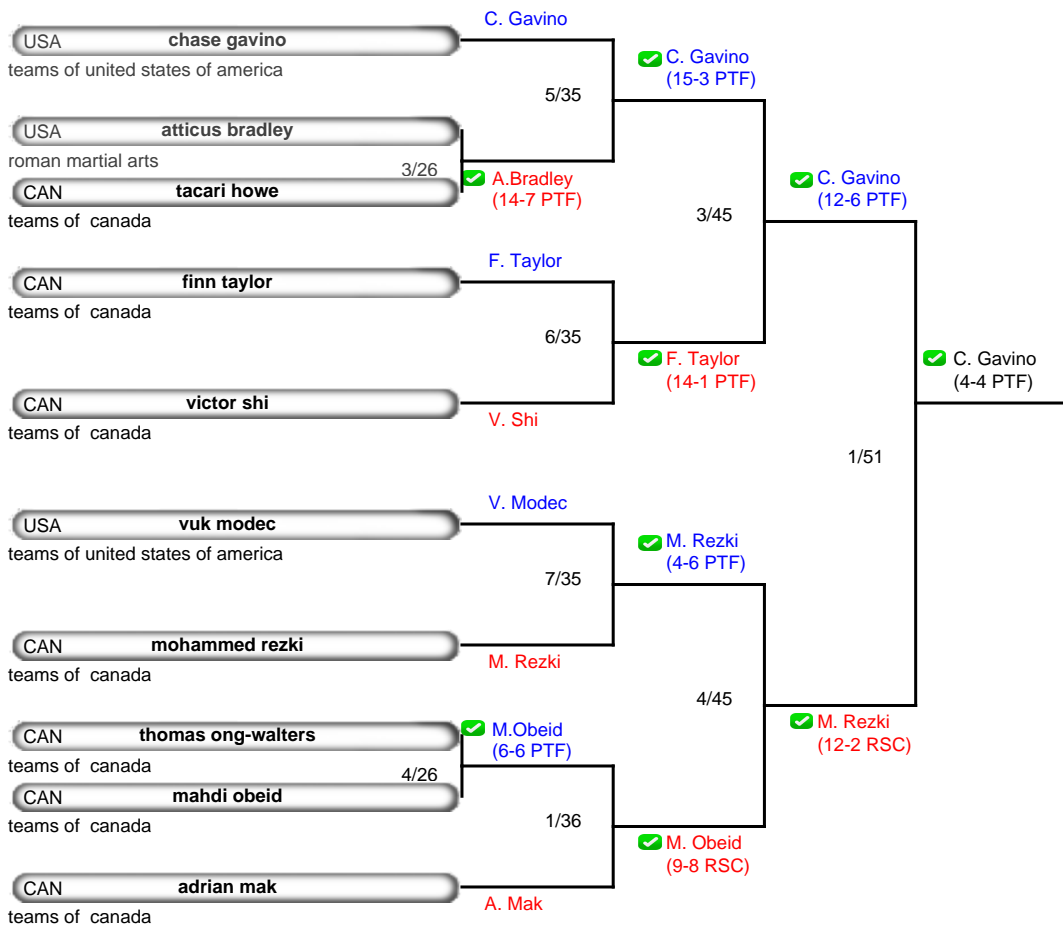 C. Gavino
USA chase gavino
teams of united states of america
C. Gavino
(15-3 PTF)
5/35
USA atticus bradley
roman martial arts
3/26
A.Bradley
(14-7 PTF)
CAN tacari howe
teams of canada
C. Gavino
(12-6 PTF)
3/45
F. Taylor
CAN finn taylor
teams of canada
6/35
F. Taylor
(14-1 PTF)
CAN victor shi
teams of canada
V. Shi
C. Gavino
(4-4 PTF)
1/51
V. Modec
USA vuk modec
teams of united states of america
M. Rezki
(4-6 PTF)
7/35
CAN mohammed rezki
teams of canada
M. Rezki
4/45
M. Rezki
(12-2 RSC)
CAN thomas ong-walters
teams of canada
M.Obeid
(6-6 PTF)
4/26
CAN mahdi obeid
teams of canada
1/36
M. Obeid
(9-8 RSC)
CAN adrian mak
teams of canada
A. Mak